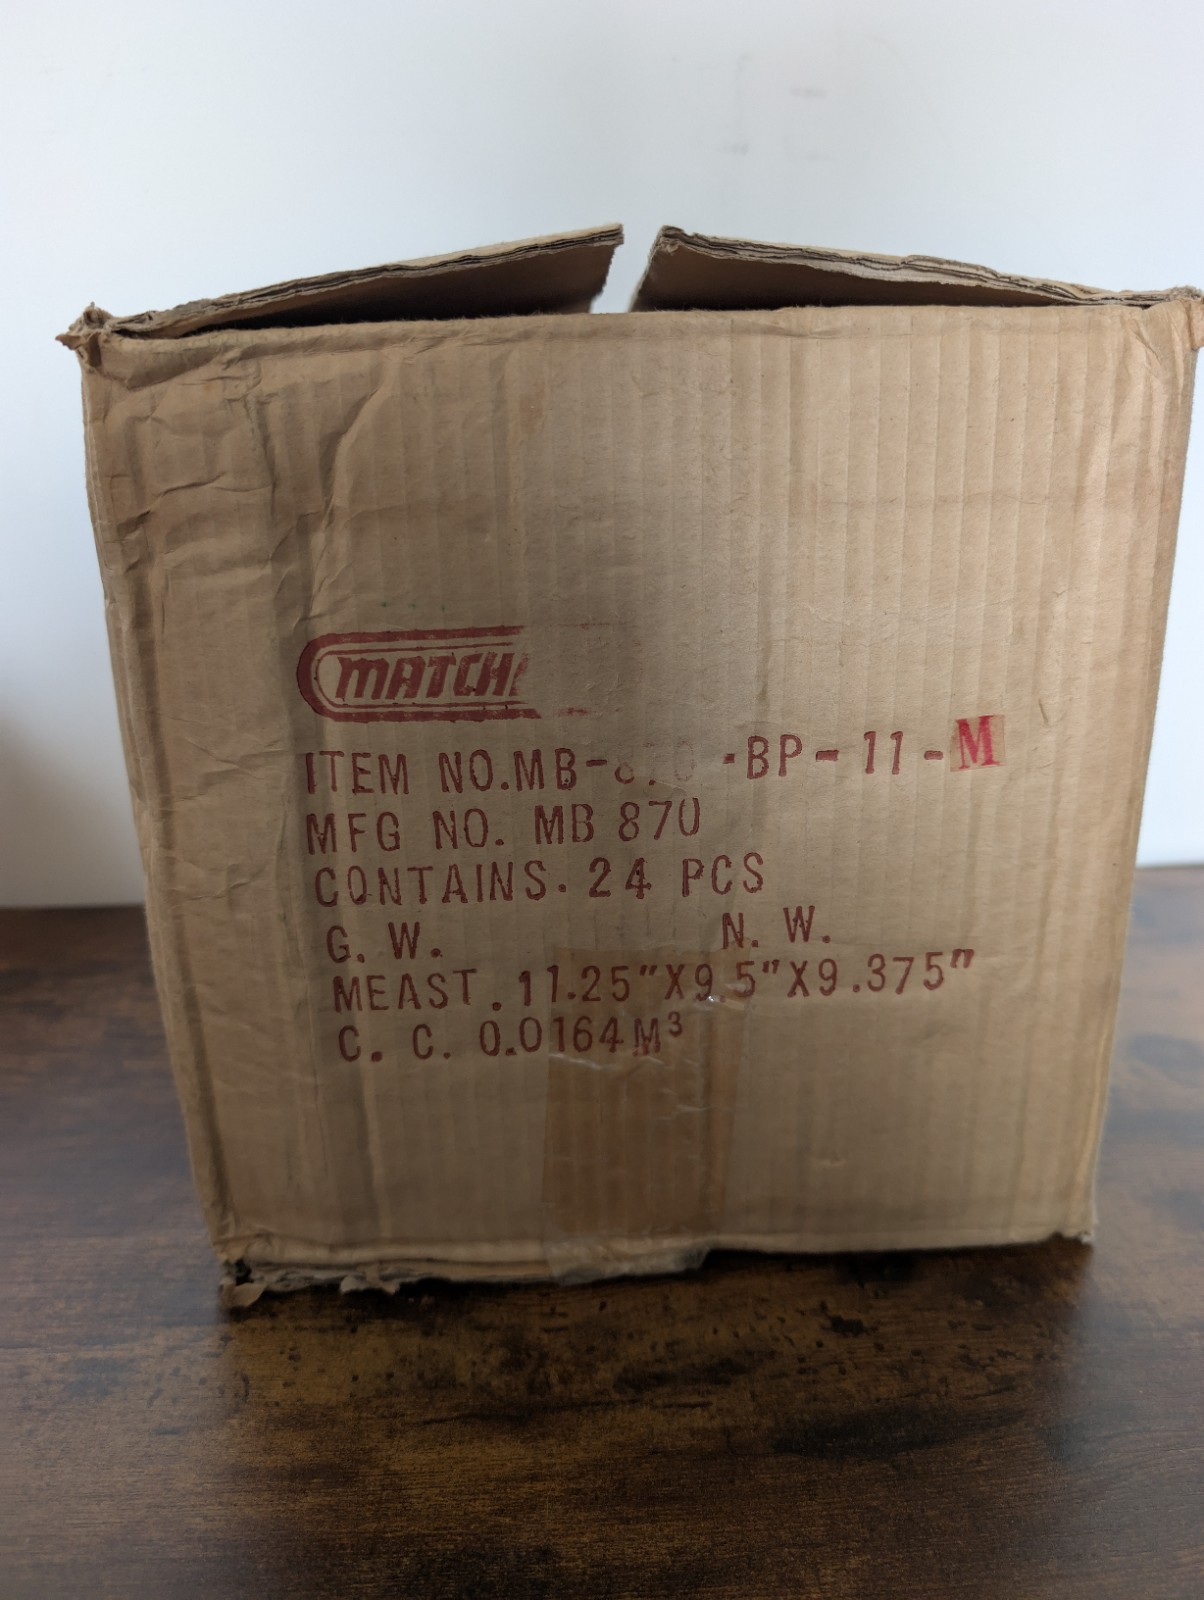 MATCH
ITEM NO. MB-870-BP-11-M
MFG NO. MB 870
CONTAINS. 24 PCS
G. W. N. W.
MEAST. 11.25"X9.5"X9.375"
C. C. 0.0164M³